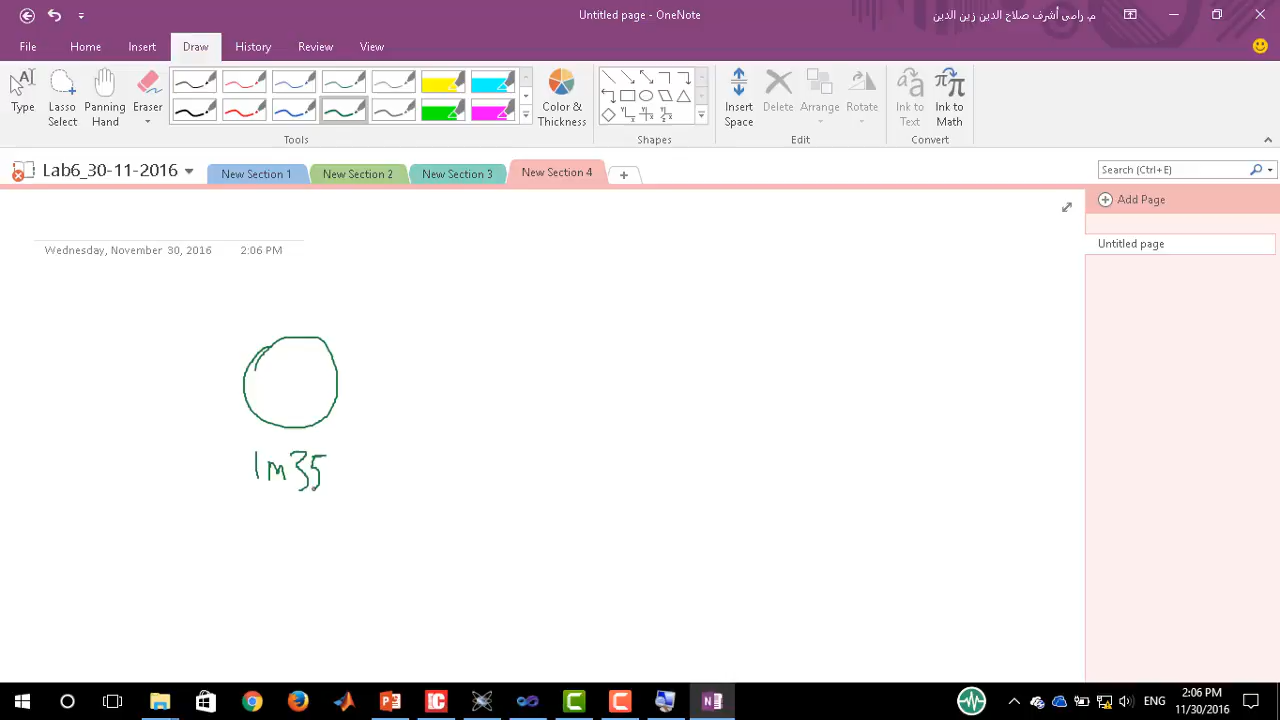 Untitled page - OneNote
م. رامى أشرف صلاح الدين زين الدين
File Home Insert Draw History Review View
Type
Lasso Select
Panning Hand
Eraser
Color & Thickness
Insert Space
Delete
Arrange
Rotate
Ink to Text
Ink to Math
Tools Shapes Edit Convert
Lab6_30-11-2016 New Section 1 New Section 2 New Section 3 New Section 4 +
Search (Ctrl+E)
Add Page
Untitled page
Wednesday, November 30, 2016 2:06 PM
lm35
ENG
2:06 PM
11/30/2016